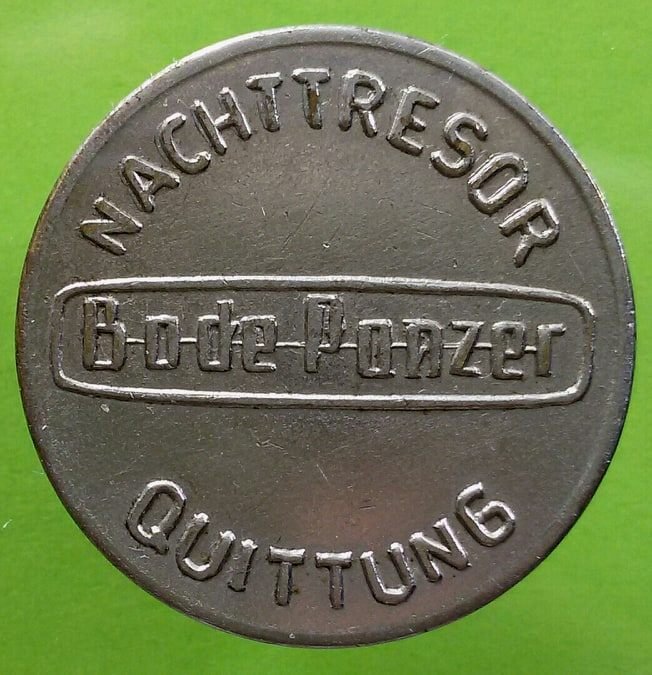 NACHTTRESOR
Bode-Panzer
QUITTUNG